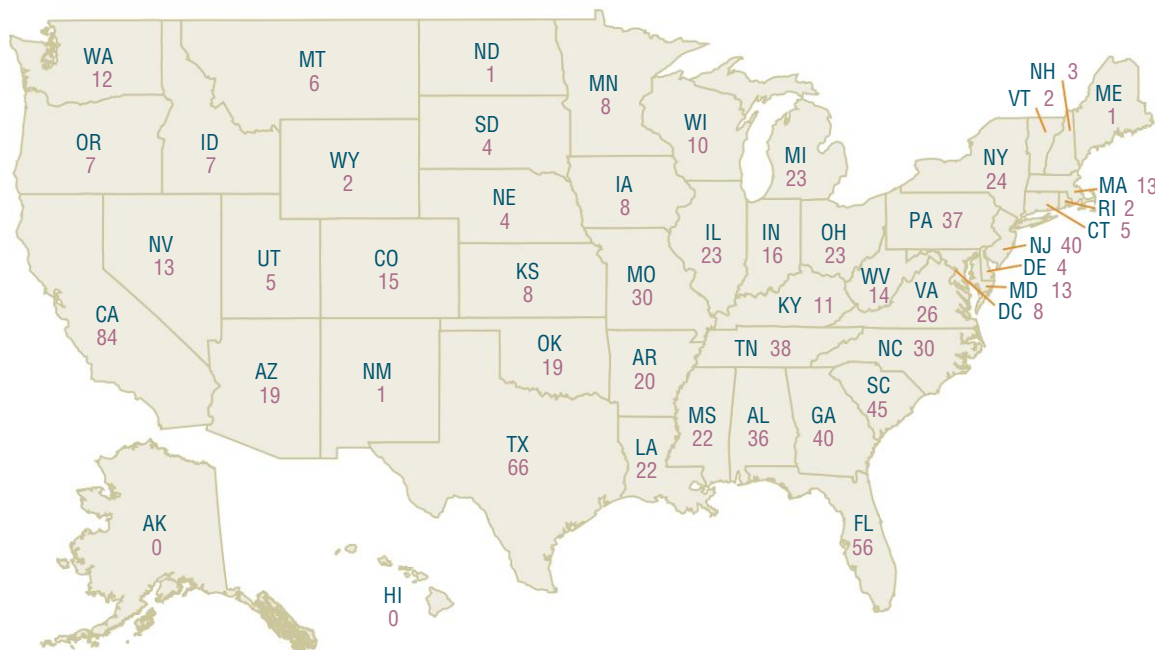 WA
12
MT
6
ND
1
MN
8
NH 3
VT 2
ME
1
OR
7
ID
7
WY
2
SD
4
WI
10
MI
23
NY
24
MA 13
RI 2
CT 5
NE
4
IA
8
PA 37
NV
13
UT
5
CO
15
KS
8
MO
30
IL
23
IN
16
OH
23
NJ 40
DE 4
MD 13
DC 8
WV
14
VA
26
KY 11
CA
84
AZ
19
NM
1
OK
19
AR
20
TN 38
NC 30
SC
45
TX
66
LA
22
MS
22
AL
36
GA
40
FL
56
AK
0
HI
0